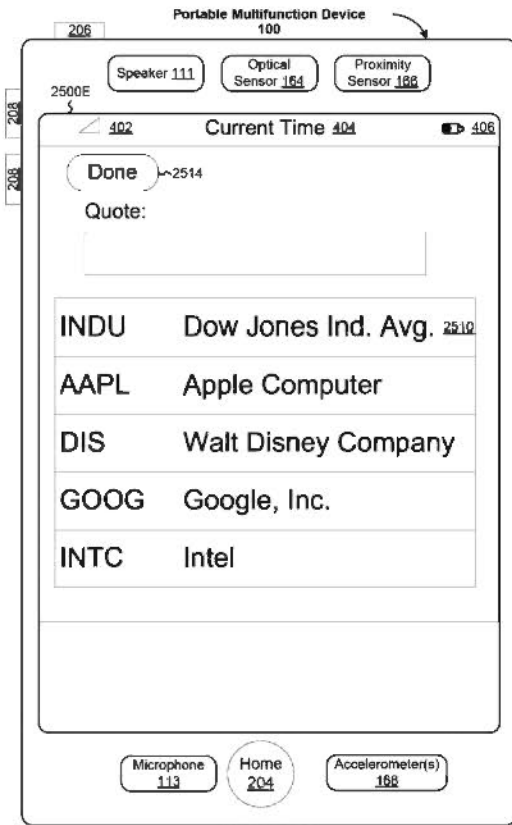 Portable Multifunction Device
100
206
Speaker 111
Optical
Sensor 164
Proximity
Sensor 166
2500E
208
402
Current Time 404
406
208
Done
2514
Quote:
INDU Dow Jones Ind. Avg. 2510
AAPL Apple Computer
DIS Walt Disney Company
GOOG Google, Inc.
INTC Intel
Microphone
113
Home
204
Accelerometer(s)
168